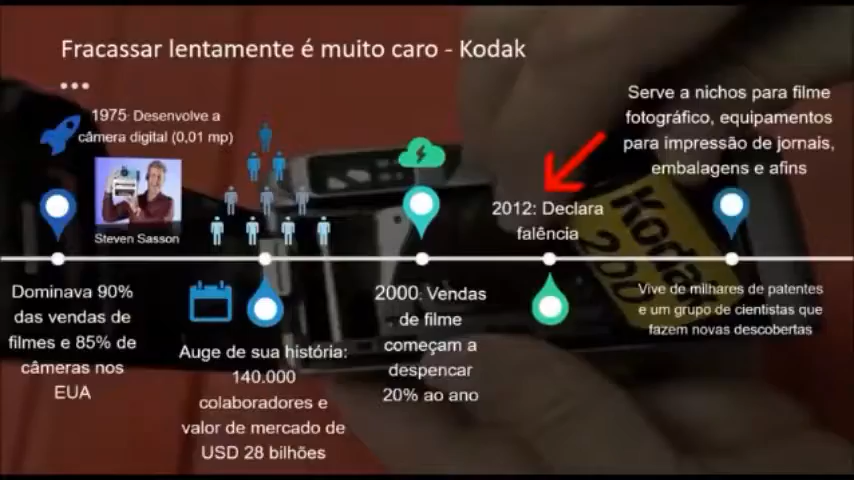 Fracassar lentamente é muito caro - Kodak
1975: Desenvolve a
câmera digital (0,01 mp)
Steven Sasson
Dominava 90%
das vendas de
filmes e 85% de
câmeras nos
EUA
Auge de sua história:
140.000
colaboradores e
valor de mercado de
USD 28 bilhões
2000: Vendas
de filme
começam a
despencar
20% ao ano
2012: Declara
falência
Serve a nichos para filme
fotográfico, equipamentos
para impressão de jornais,
embalagens e afins
Vive de milhares de patentes
e um grupo de cientistas que
fazem novas descobertas
Kodak
200